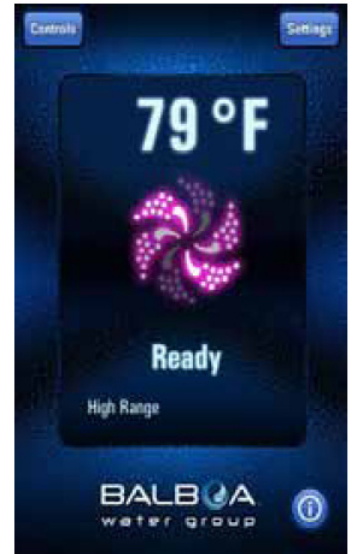 Controls
Settings
79 °F
Ready
High Range
BALBOA
water group
i